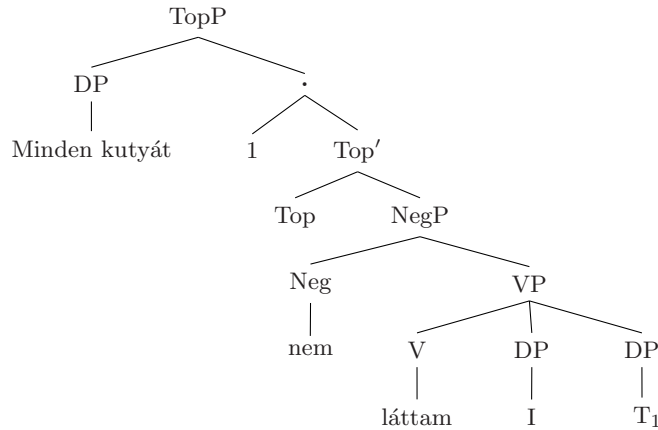 TopP
DP .
Minden kutyát 1 Top′
Top NegP
Neg VP
nem V DP DP
láttam I T₁